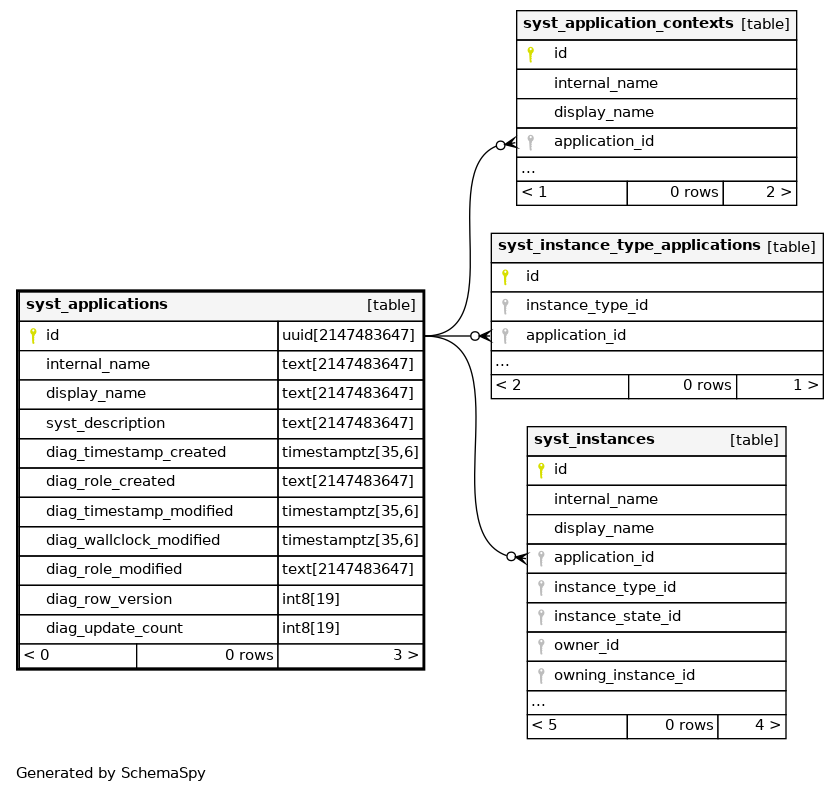 syst_application_contexts [table]
id
internal_name
display_name
application_id
...
< 1 0 rows 2 >
syst_instance_type_applications [table]
id
instance_type_id
application_id
...
< 2 0 rows 1 >
syst_applications [table]
id uuid[2147483647]
internal_name text[2147483647]
display_name text[2147483647]
syst_description text[2147483647]
diag_timestamp_created timestamptz[35,6]
diag_role_created text[2147483647]
diag_timestamp_modified timestamptz[35,6]
diag_wallclock_modified timestamptz[35,6]
diag_role_modified text[2147483647]
diag_row_version int8[19]
diag_update_count int8[19]
< 0 0 rows 3 >
syst_instances [table]
id
internal_name
display_name
application_id
instance_type_id
instance_state_id
owner_id
owning_instance_id
...
< 5 0 rows 4 >
Generated by SchemaSpy